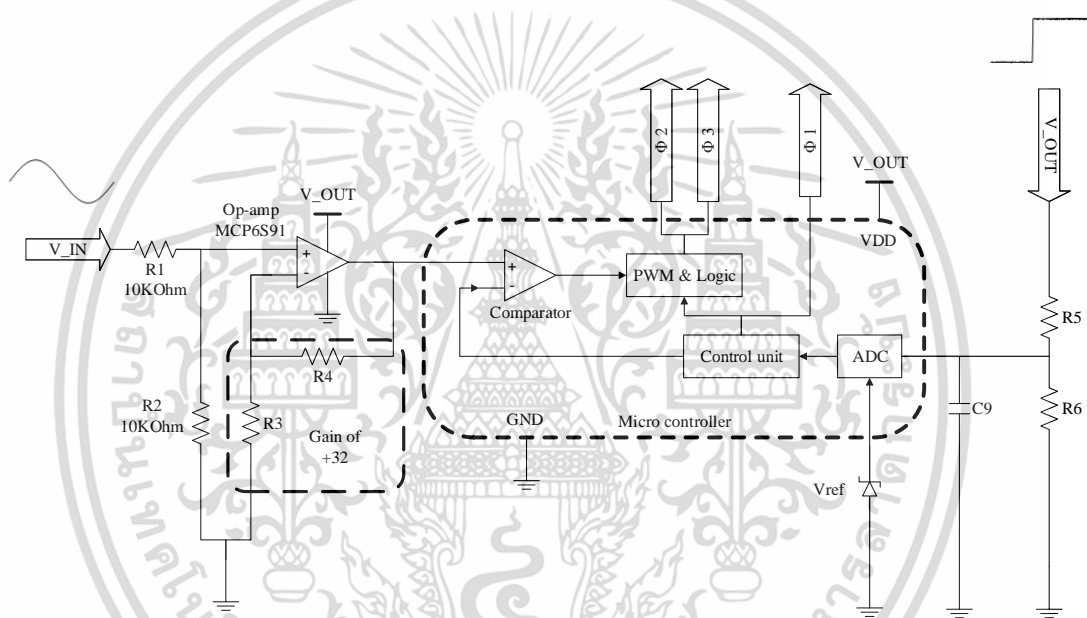 V_IN
R1
10KOhm
R2
10KOhm
Op-amp
MCP6S91
V_OUT
+
-
R4
R3
Gain of
+32
+
-
Comparator
PWM & Logic
Control unit
ADC
GND
Micro controller
Φ 2
Φ 3
Φ 1
V_OUT
VDD
V_OUT
R5
R6
C9
Vref